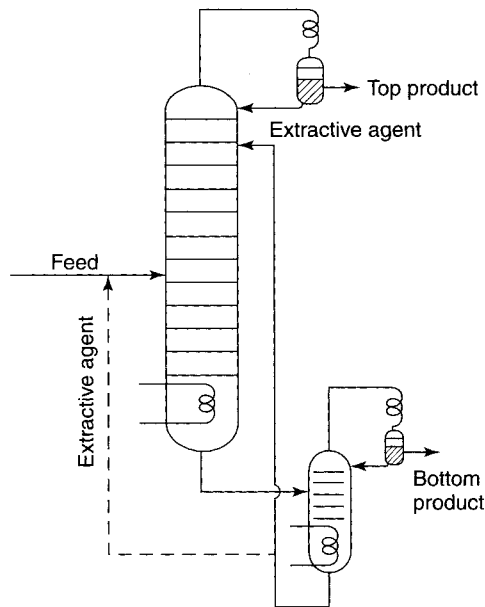 Top product
Extractive agent
Feed
Extractive agent
Bottom
product